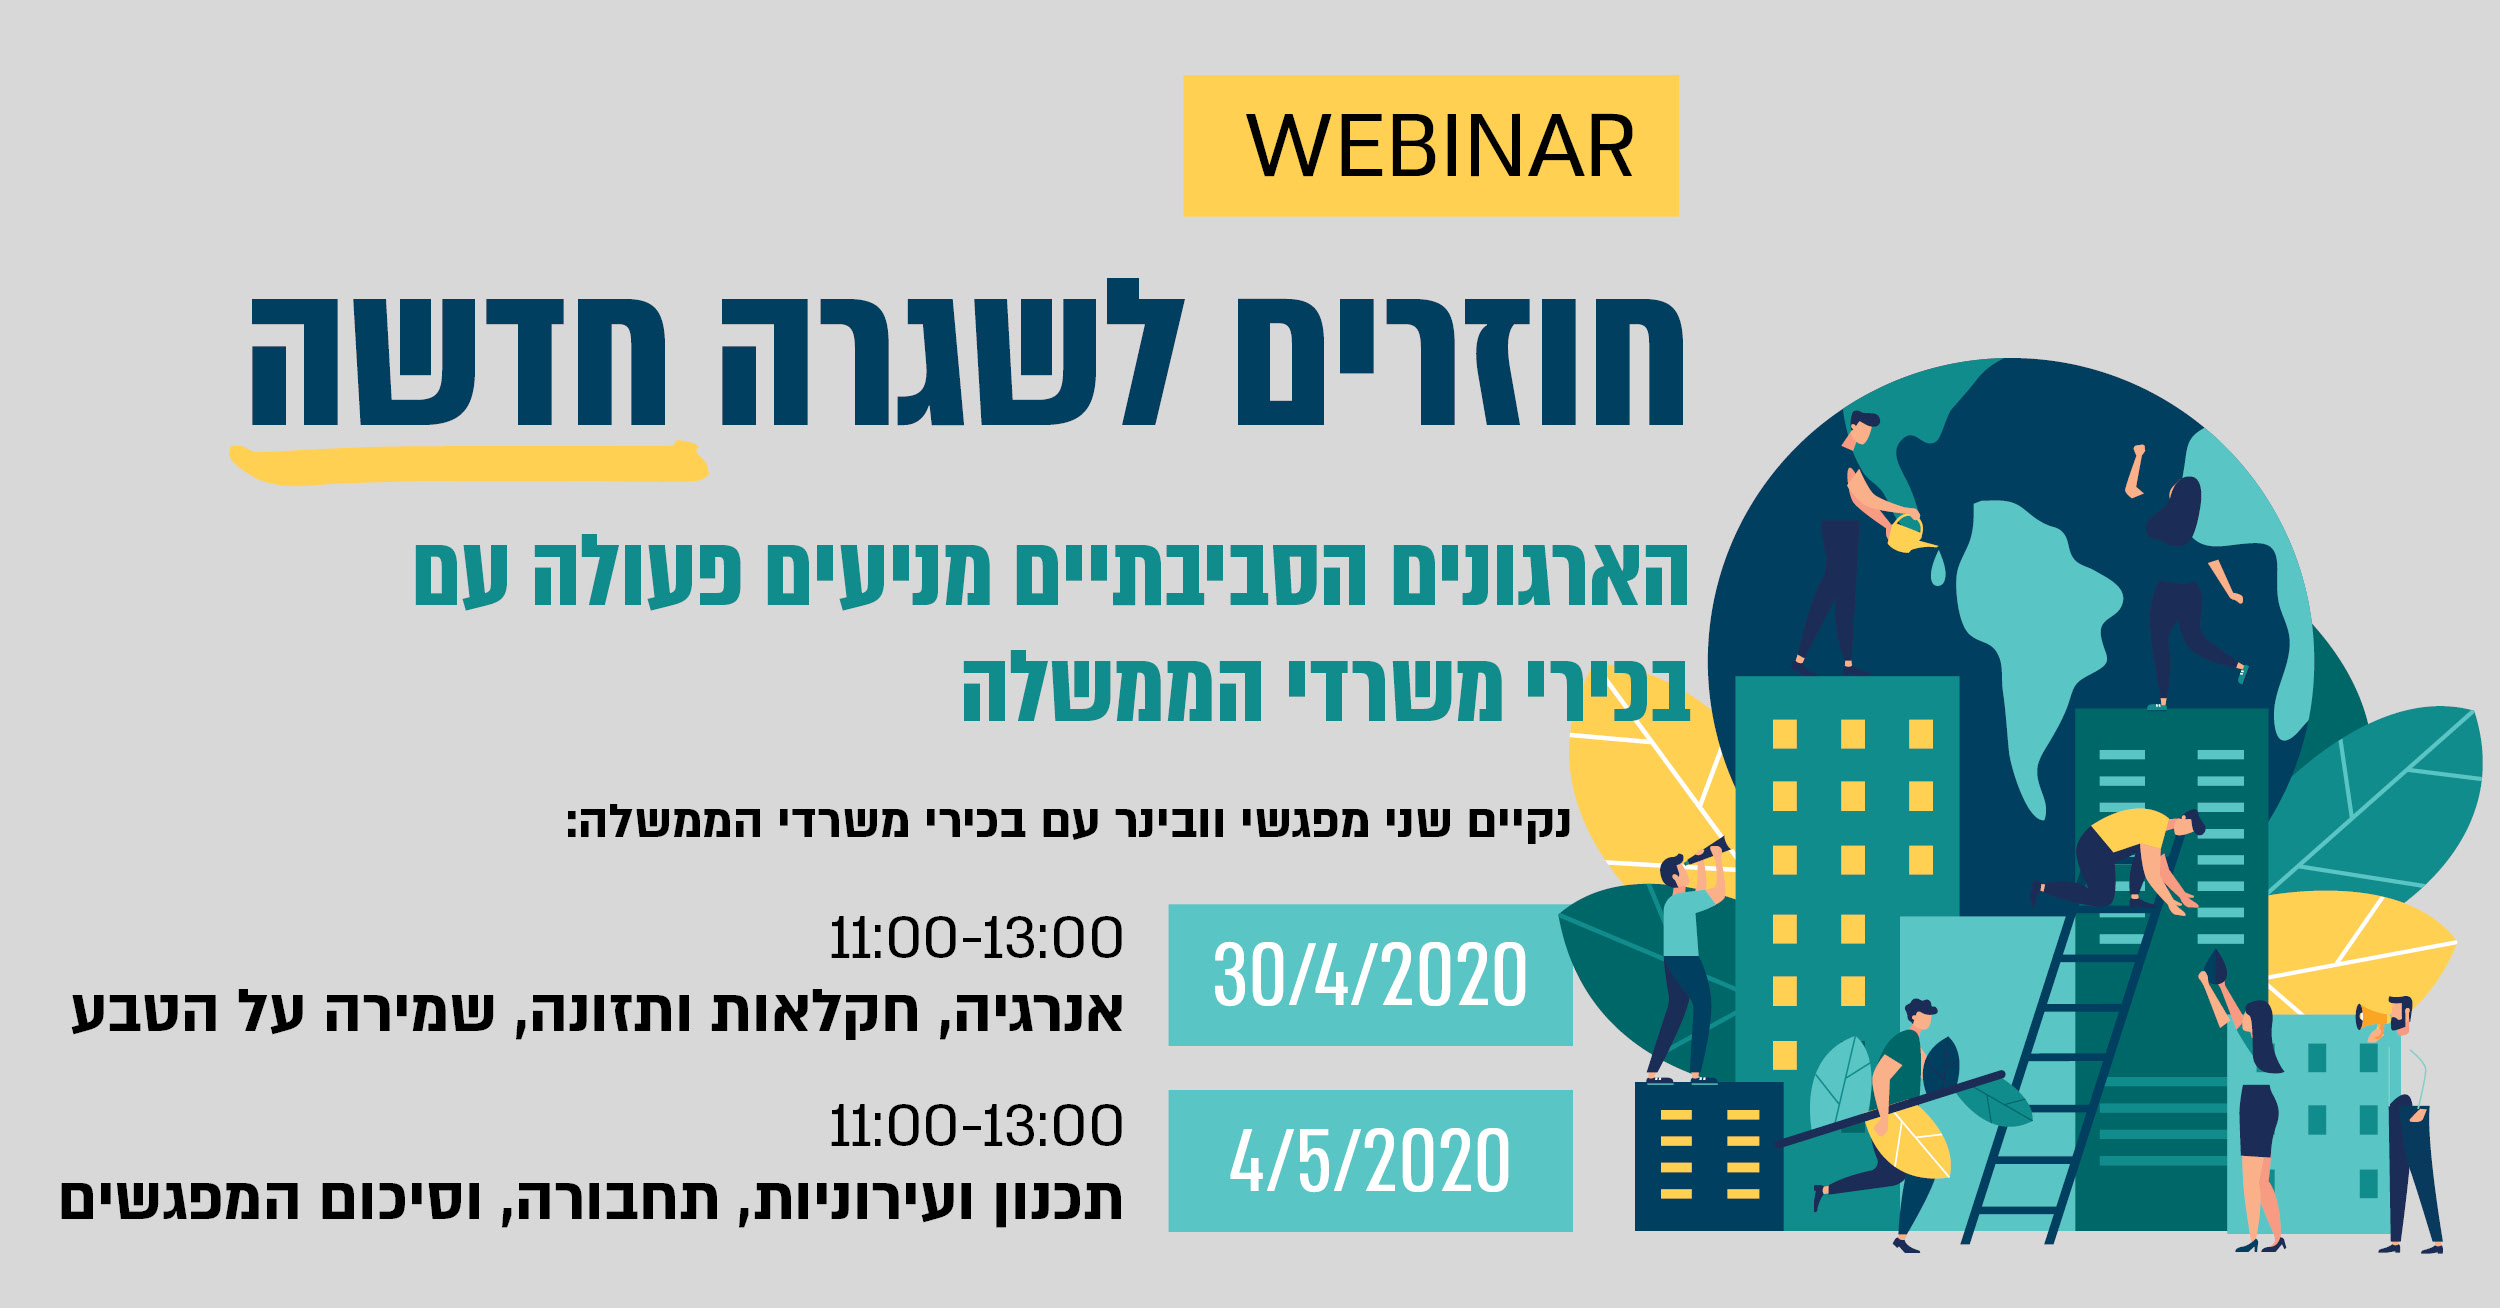 WEBINAR
חוזרים לשגרה חדשה
הארגונים הסביבתיים מניעים פעולה עם
בכירי משרדי הממשלה
נקיים שני מפגשי וובינר עם בכירי משרדי הממשלה:
30/4/2020
11:00-13:00
אנרגיה, חקלאות ותזונה, שמירה על הטבע
4/5/2020
11:00-13:00
תכנון ועירוניות, תחבורה, וסיכום המפגשים